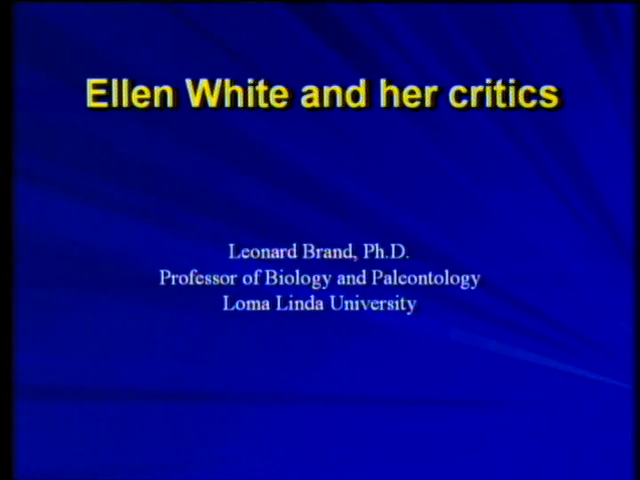 Ellen White and her critics
Leonard Brand, Ph.D.
Professor of Biology and Paleontology
Loma Linda University